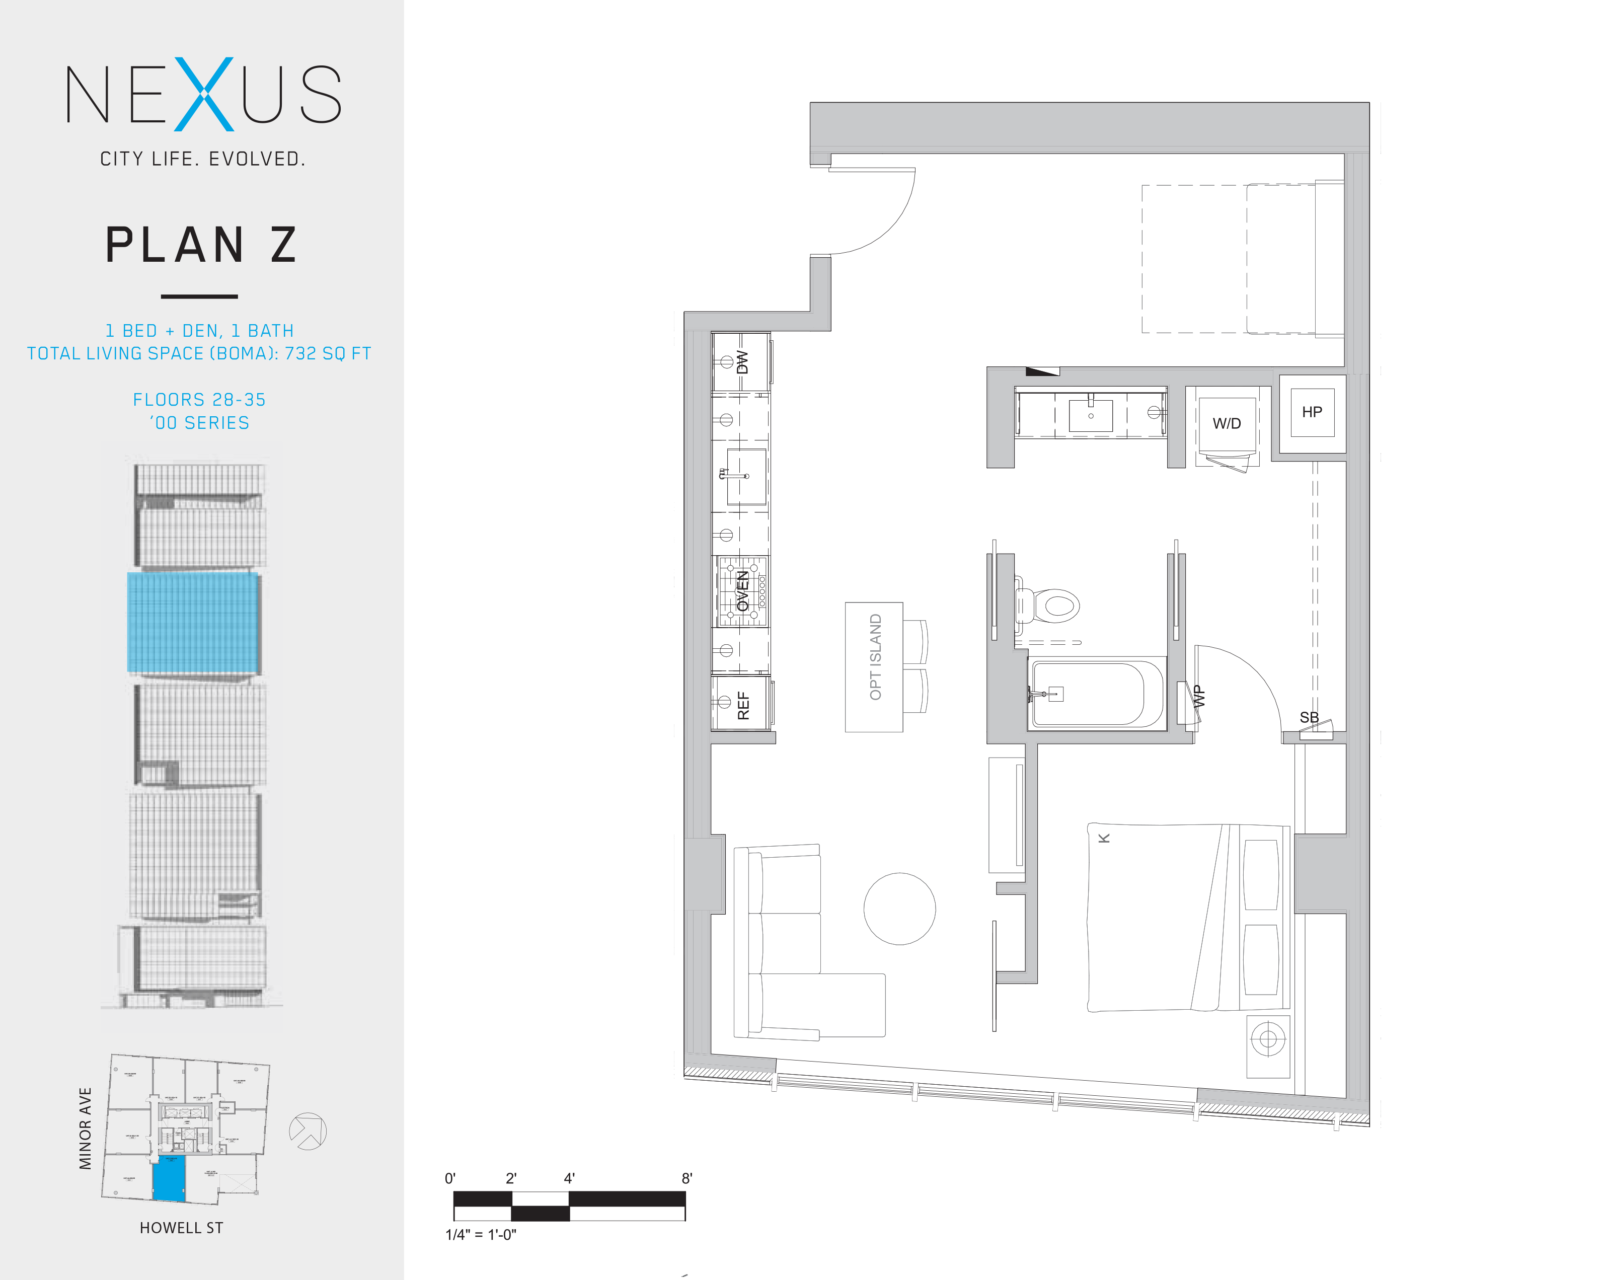 NEXUS
CITY LIFE. EVOLVED.
PLAN Z
1 BED + DEN, 1 BATH
TOTAL LIVING SPACE (BOMA): 732 SQ FT
FLOORS 28-35
'00 SERIES
MINOR AVE
HOWELL ST
DW
OVEN
REF
OPT ISLAND
W/D
HP
WP
SB
K
0' 2' 4' 8'
1/4" = 1'-0"